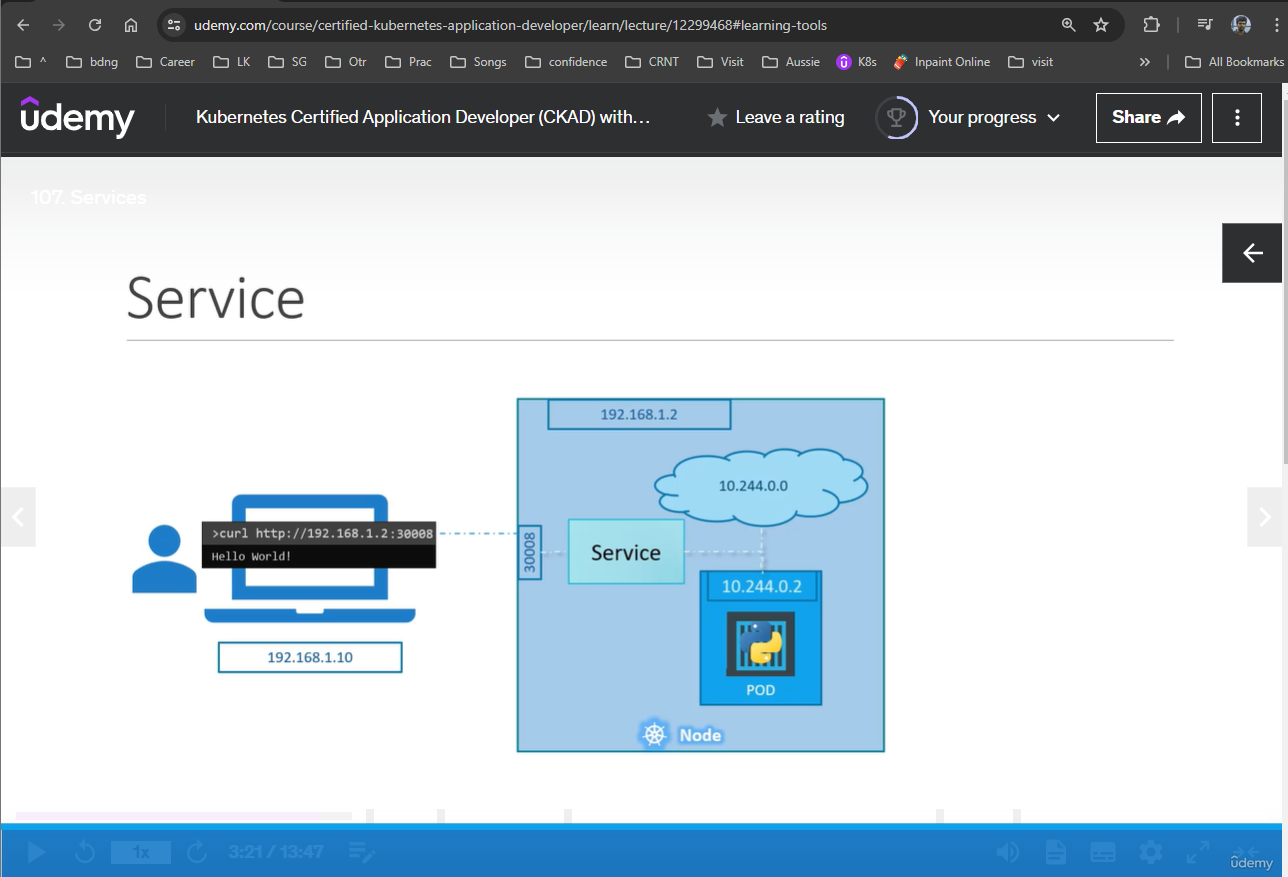 udemy.com/course/certified-kubernetes-application-developer/learn/lecture/12299468#learning-tools
^ bdng Career LK SG Otr Prac Songs confidence CRNT Visit Aussie K8s Inpaint Online visit » All Bookmarks
udemy Kubernetes Certified Application Developer (CKAD) with… Leave a rating Your progress Share
107. Services
Service
192.168.1.2
10.244.0.0
>curl http://192.168.1.2:30008
Hello World!
30008
Service
10.244.0.2
POD
192.168.1.10
Node
1x 3:21 / 13:47
udemy